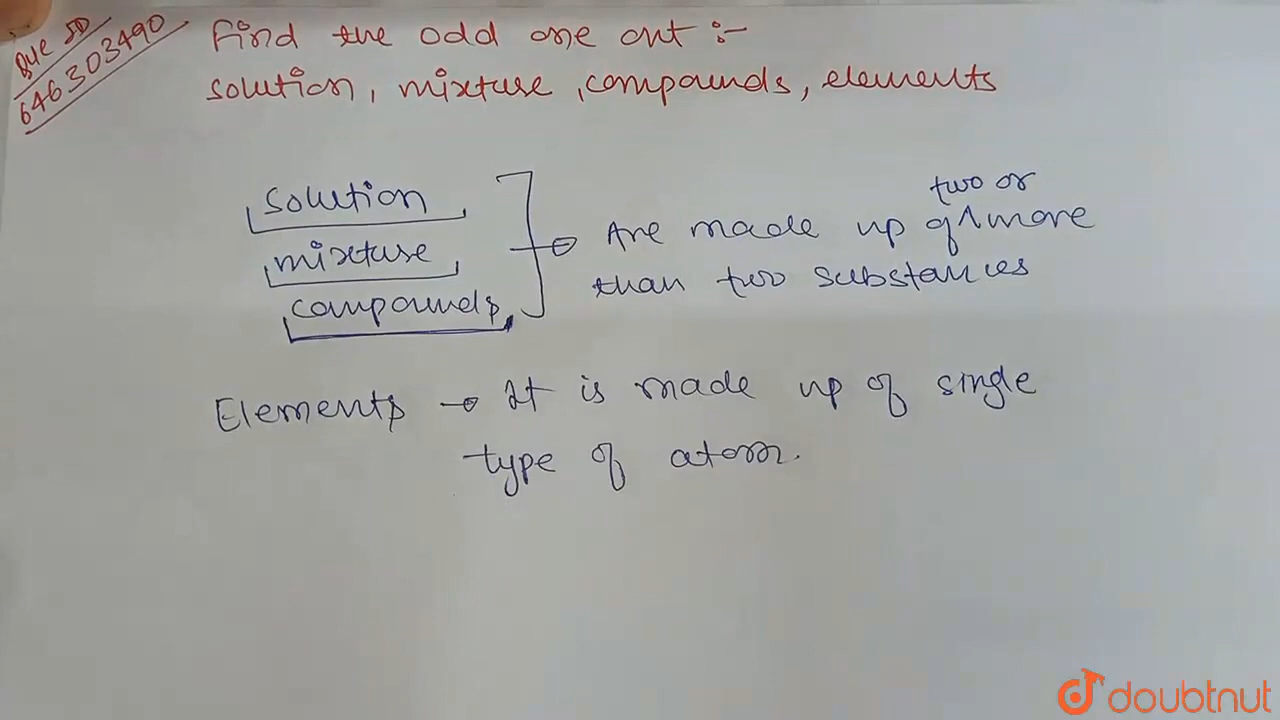 Que ID
646303490
Find the odd one out :-
solution, mixture, compounds, elements
solution
mixture
compounds
two or
Are made up of ^ more
than two substances
Elements → It is made up of single
type of atom.
doubtnut